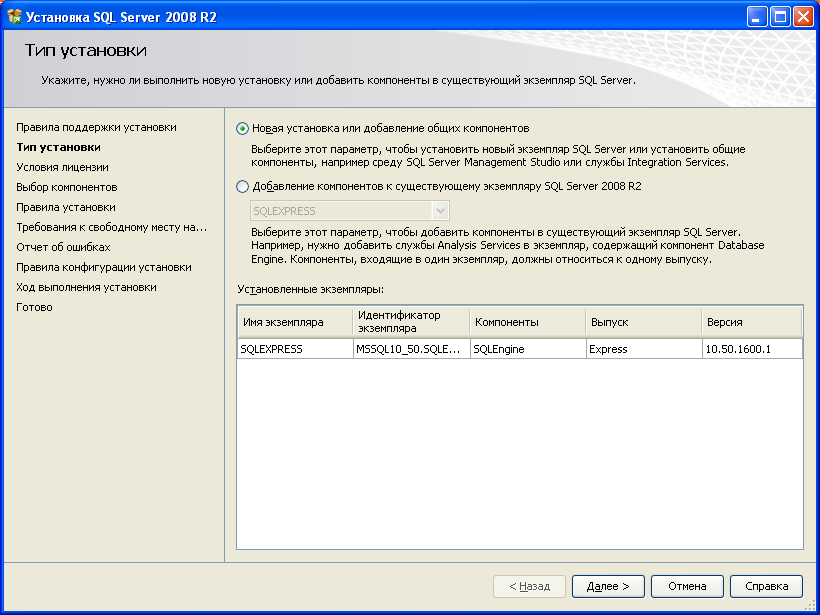 Установка SQL Server 2008 R2
Тип установки
Укажите, нужно ли выполнить новую установку или добавить компоненты в существующий экземпляр SQL Server.
Правила поддержки установки
Тип установки
Условия лицензии
Выбор компонентов
Правила установки
Требования к свободному месту на...
Отчет об ошибках
Правила конфигурации установки
Ход выполнения установки
Готово
Новая установка или добавление общих компонентов
Выберите этот параметр, чтобы установить новый экземпляр SQL Server или установить общие
компоненты, например среду SQL Server Management Studio или службы Integration Services.
Добавление компонентов к существующему экземпляру SQL Server 2008 R2
SQLEXPRESS
Выберите этот параметр, чтобы добавить компоненты в существующий экземпляр SQL Server.
Например, нужно добавить службы Analysis Services в экземпляр, содержащий компонент Database
Engine. Компоненты, входящие в один экземпляр, должны относиться к одному выпуску.
Установленные экземпляры:
Имя экземпляра Идентификатор экземпляра Компоненты Выпуск Версия
SQLEXPRESS MSSQL10_50.SQLE... SQLEngine Express 10.50.1600.1
< Назад Далее > Отмена Справка